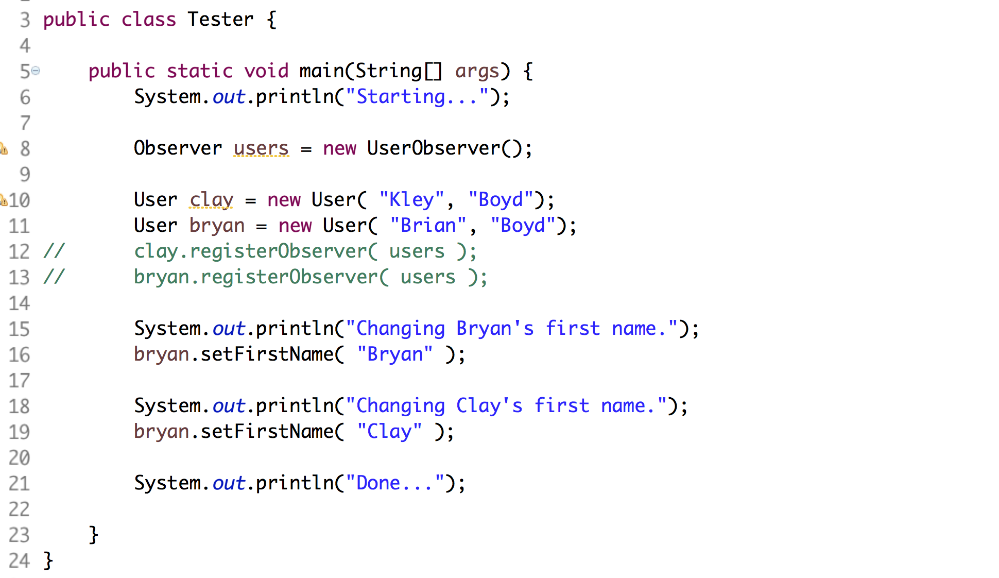 3 public class Tester {
4
5 public static void main(String[] args) {
6 System.out.println("Starting...");
7
8 Observer users = new UserObserver();
9
10 User clay = new User( "Kley", "Boyd");
11 User bryan = new User( "Brian", "Boyd");
12 // clay.registerObserver( users );
13 // bryan.registerObserver( users );
14
15 System.out.println("Changing Bryan's first name.");
16 bryan.setFirstName( "Bryan" );
17
18 System.out.println("Changing Clay's first name.");
19 bryan.setFirstName( "Clay" );
20
21 System.out.println("Done...");
22
23 }
24 }